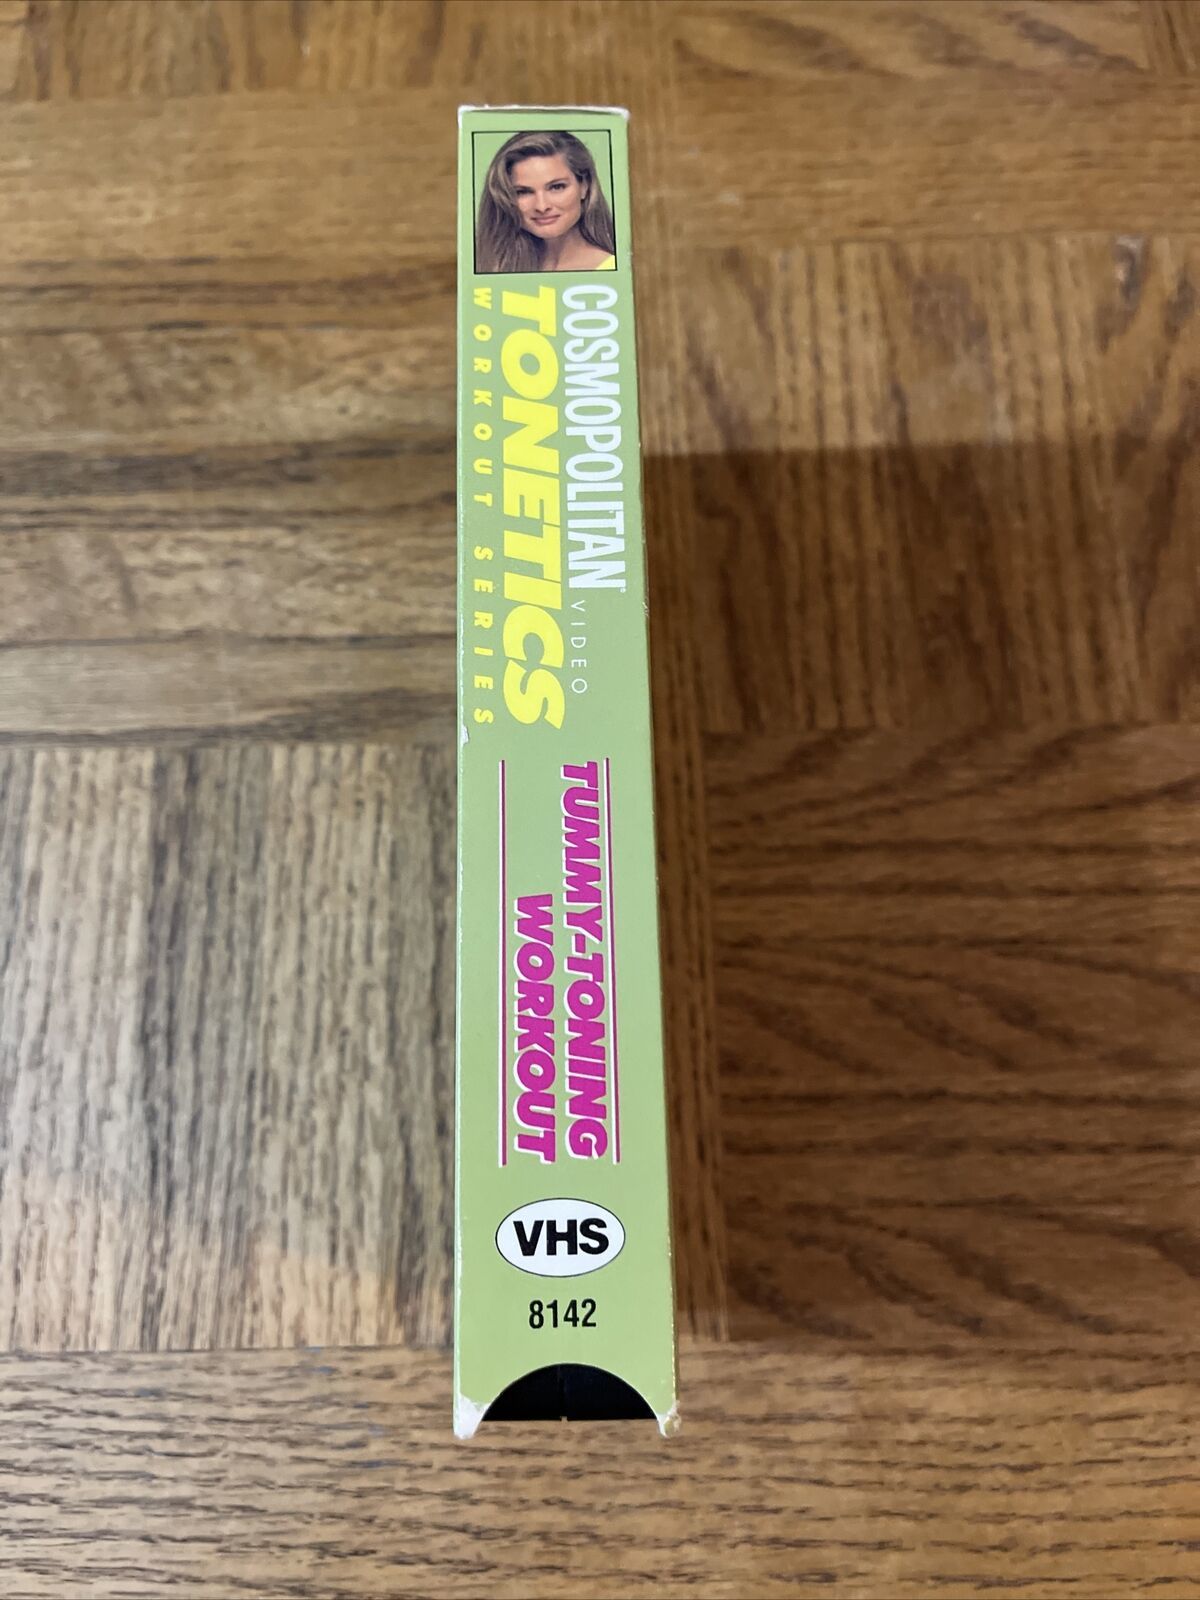 COSMOPOLITAN® VIDEO
TONETICS
WORKOUT SERIES
TUMMY-TONING
WORKOUT
VHS
8142